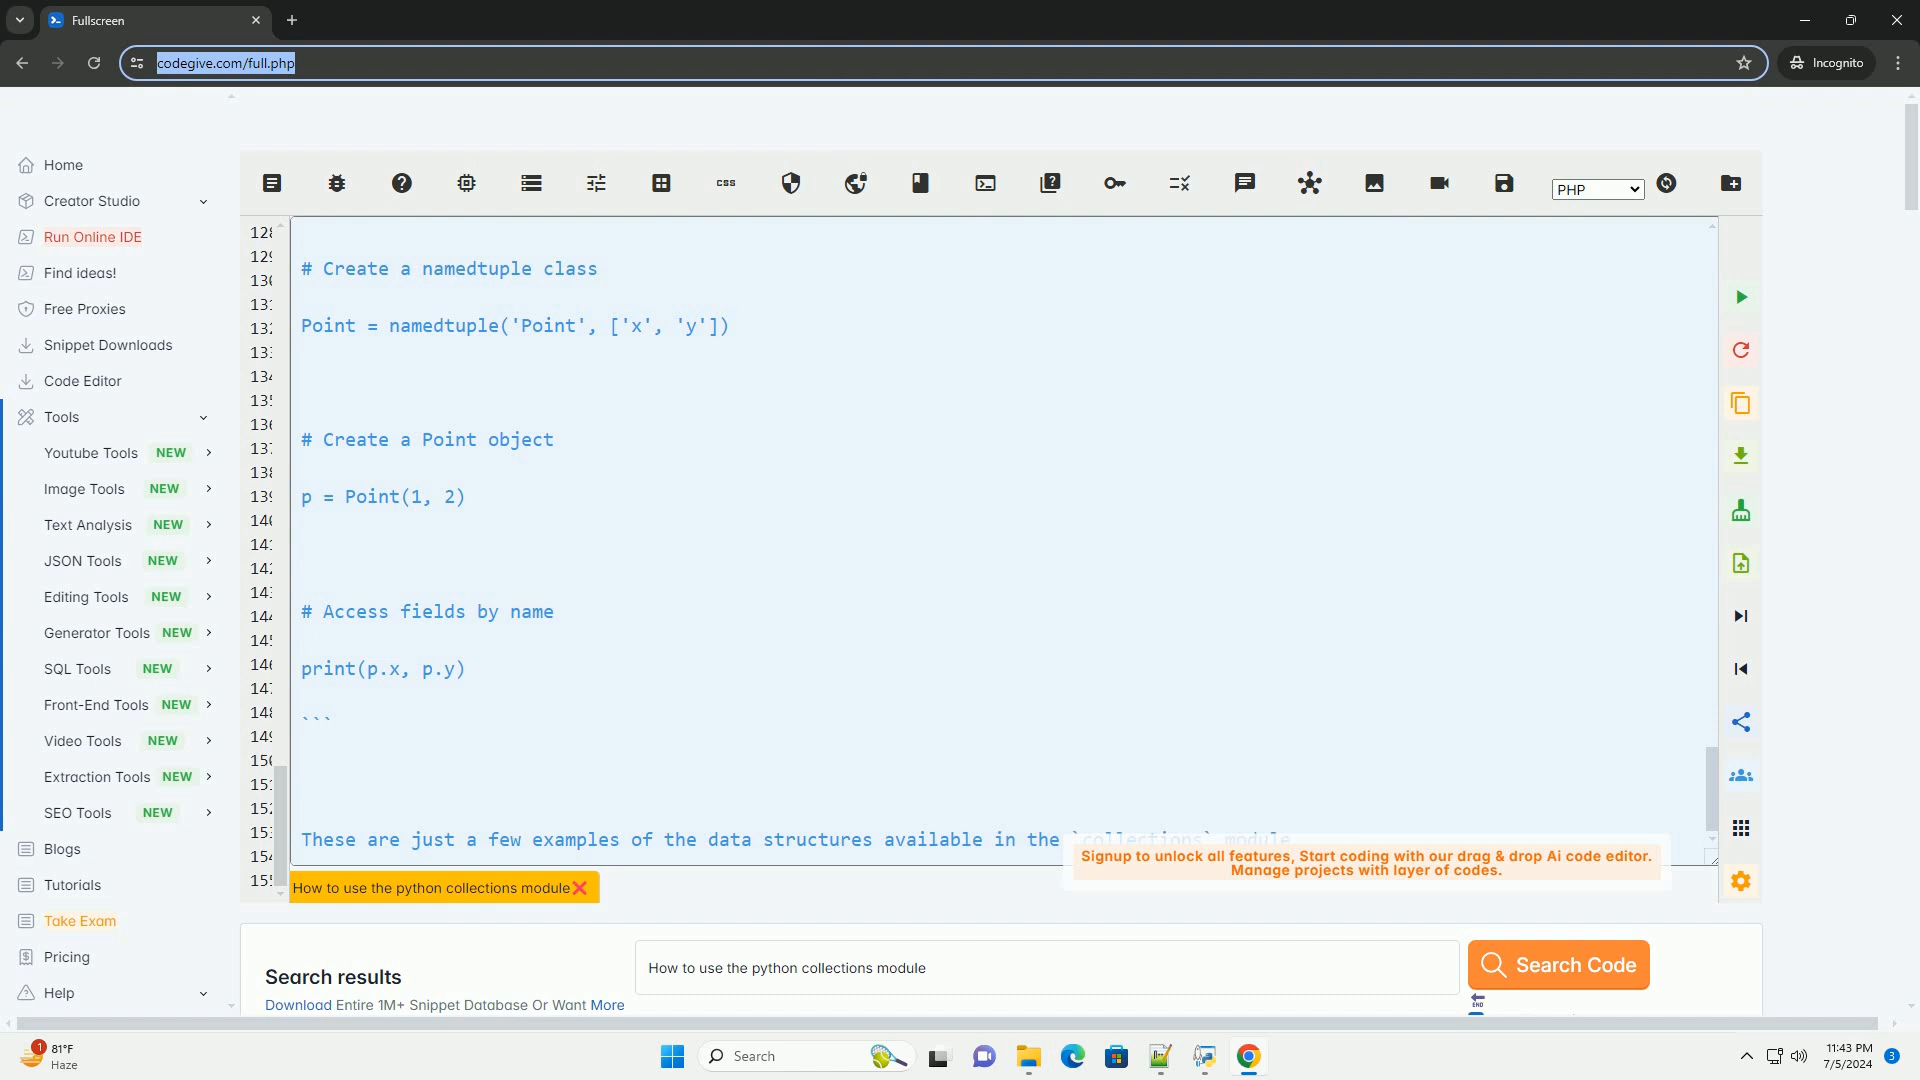 Fullscreen
codegive.com/full.php
Incognito
Home
Creator Studio
Run Online IDE
Find ideas!
Free Proxies
Snippet Downloads
Code Editor
Tools
Youtube Tools NEW
Image Tools NEW
Text Analysis NEW
JSON Tools NEW
Editing Tools NEW
Generator Tools NEW
SQL Tools NEW
Front-End Tools NEW
Video Tools NEW
Extraction Tools NEW
SEO Tools NEW
Blogs
Tutorials
Take Exam
Pricing
Help
css
PHP
# Create a namedtuple class
Point = namedtuple('Point', ['x', 'y'])
# Create a Point object
p = Point(1, 2)
# Access fields by name
print(p.x, p.y)
```
These are just a few examples of the data structures available in the `collections` module
Signup to unlock all features, Start coding with our drag & drop Ai code editor.
Manage projects with layer of codes.
How to use the python collections module
Search results
Download Entire 1M+ Snippet Database Or Want More
How to use the python collections module
Search Code
END
1
81°F
Haze
Search
11:43 PM
7/5/2024
3